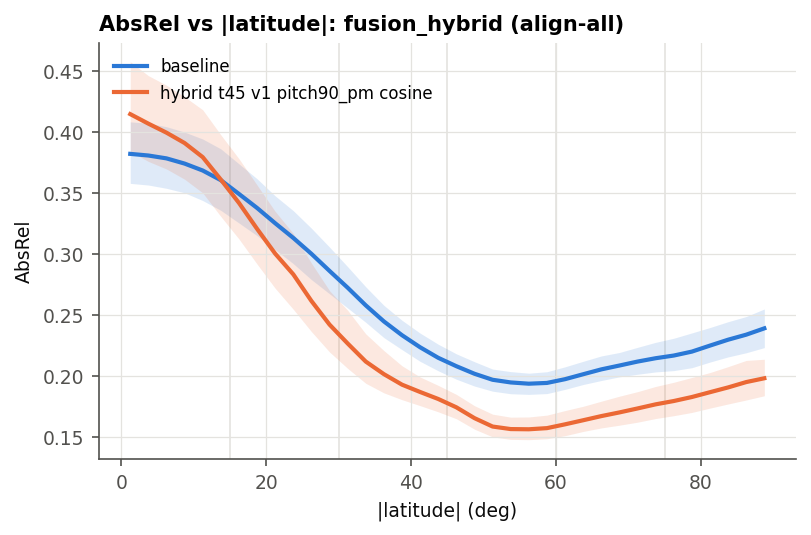 AbsRel vs |latitude|: fusion_hybrid (align-all)
baseline
hybrid t45 v1 pitch90_pm cosine
0.45
0.40
0.35
0.30
0.25
0.20
0.15
AbsRel
0 20 40 60 80
|latitude| (deg)